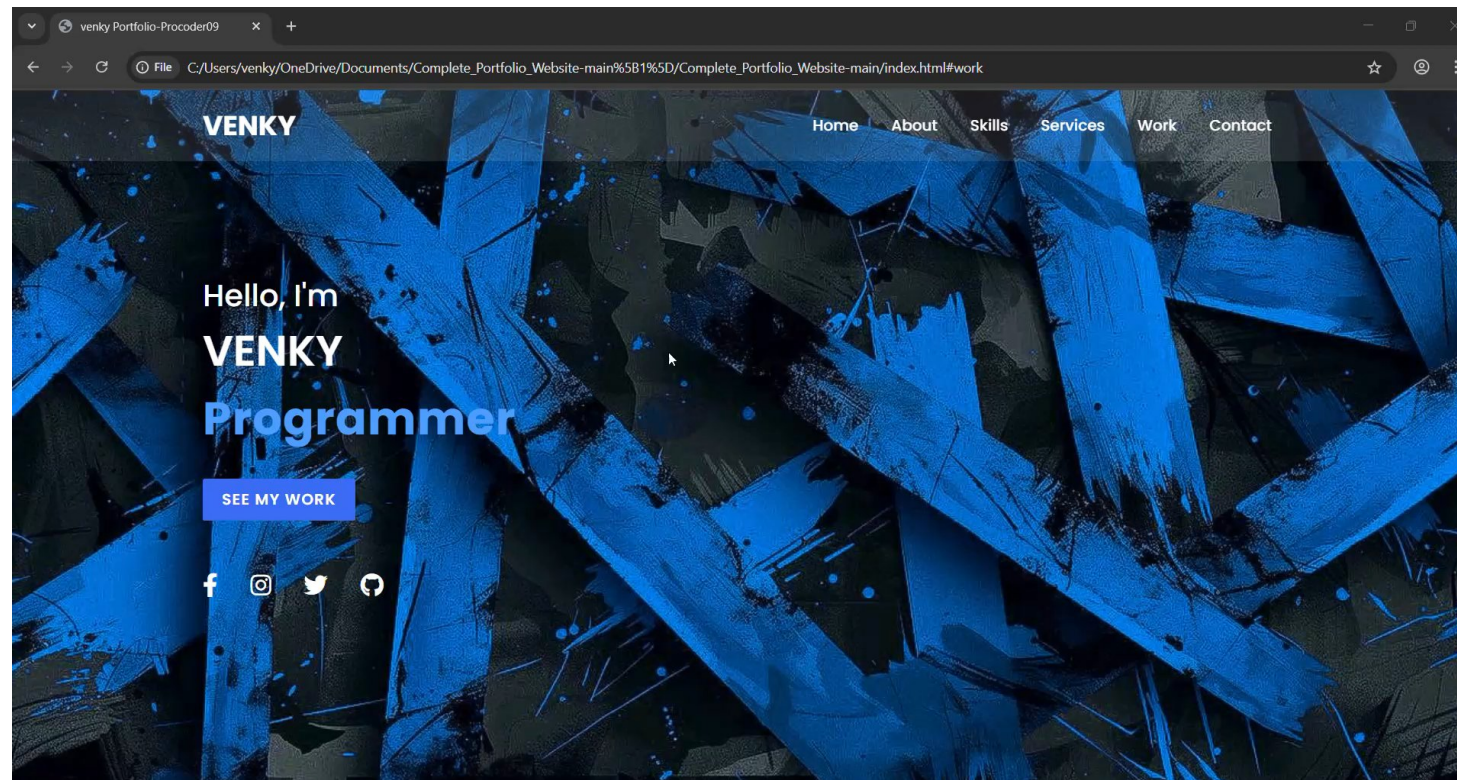 venky Portfolio-Procoder09
File C:/Users/venky/OneDrive/Documents/Complete_Portfolio_Website-main%5B1%5D/Complete_Portfolio_Website-main/index.html#work
VENKY Home About Skills Services Work Contact
Hello, I'm
VENKY
Programmer
SEE MY WORK